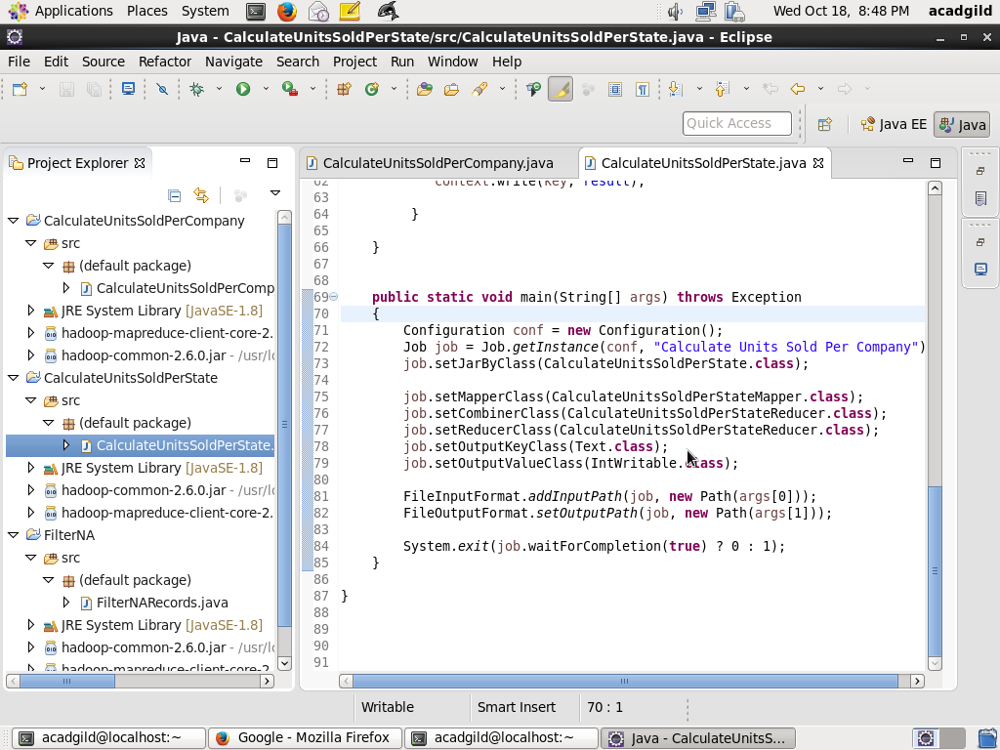 Applications Places System Wed Oct 18, 8:48 PM acadgild
Java - CalculateUnitsSoldPerState/src/CalculateUnitsSoldPerState.java - Eclipse
File Edit Source Refactor Navigate Search Project Run Window Help
Quick Access
Java EE
Java
Project Explorer
CalculateUnitsSoldPerCompany
src
(default package)
CalculateUnitsSoldPerComp
JRE System Library [JavaSE-1.8]
hadoop-mapreduce-client-core-2.
hadoop-common-2.6.0.jar - /usr/lo
CalculateUnitsSoldPerState
src
(default package)
CalculateUnitsSoldPerState.
JRE System Library [JavaSE-1.8]
hadoop-common-2.6.0.jar - /usr/lo
hadoop-mapreduce-client-core-2.
FilterNA
src
(default package)
FilterNARecords.java
JRE System Library [JavaSE-1.8]
hadoop-common-2.6.0.jar - /usr/lo
hadoop-mapreduce-client-core-2.
CalculateUnitsSoldPerCompany.java
CalculateUnitsSoldPerState.java
62 context.write(key, result);
63
64 }
65
66 }
67
68
69 public static void main(String[] args) throws Exception
70 {
71 Configuration conf = new Configuration();
72 Job job = Job.getInstance(conf, "Calculate Units Sold Per Company")
73 job.setJarByClass(CalculateUnitsSoldPerState.class);
74
75 job.setMapperClass(CalculateUnitsSoldPerStateMapper.class);
76 job.setCombinerClass(CalculateUnitsSoldPerStateReducer.class);
77 job.setReducerClass(CalculateUnitsSoldPerStateReducer.class);
78 job.setOutputKeyClass(Text.class);
79 job.setOutputValueClass(IntWritable.class);
80
81 FileInputFormat.addInputPath(job, new Path(args[0]));
82 FileOutputFormat.setOutputPath(job, new Path(args[1]));
83
84 System.exit(job.waitForCompletion(true) ? 0 : 1);
85 }
86
87 }
88
89
90
91
Writable Smart Insert 70 : 1
acadgild@localhost:~ Google - Mozilla Firefox acadgild@localhost:~ Java - CalculateUnitsS...